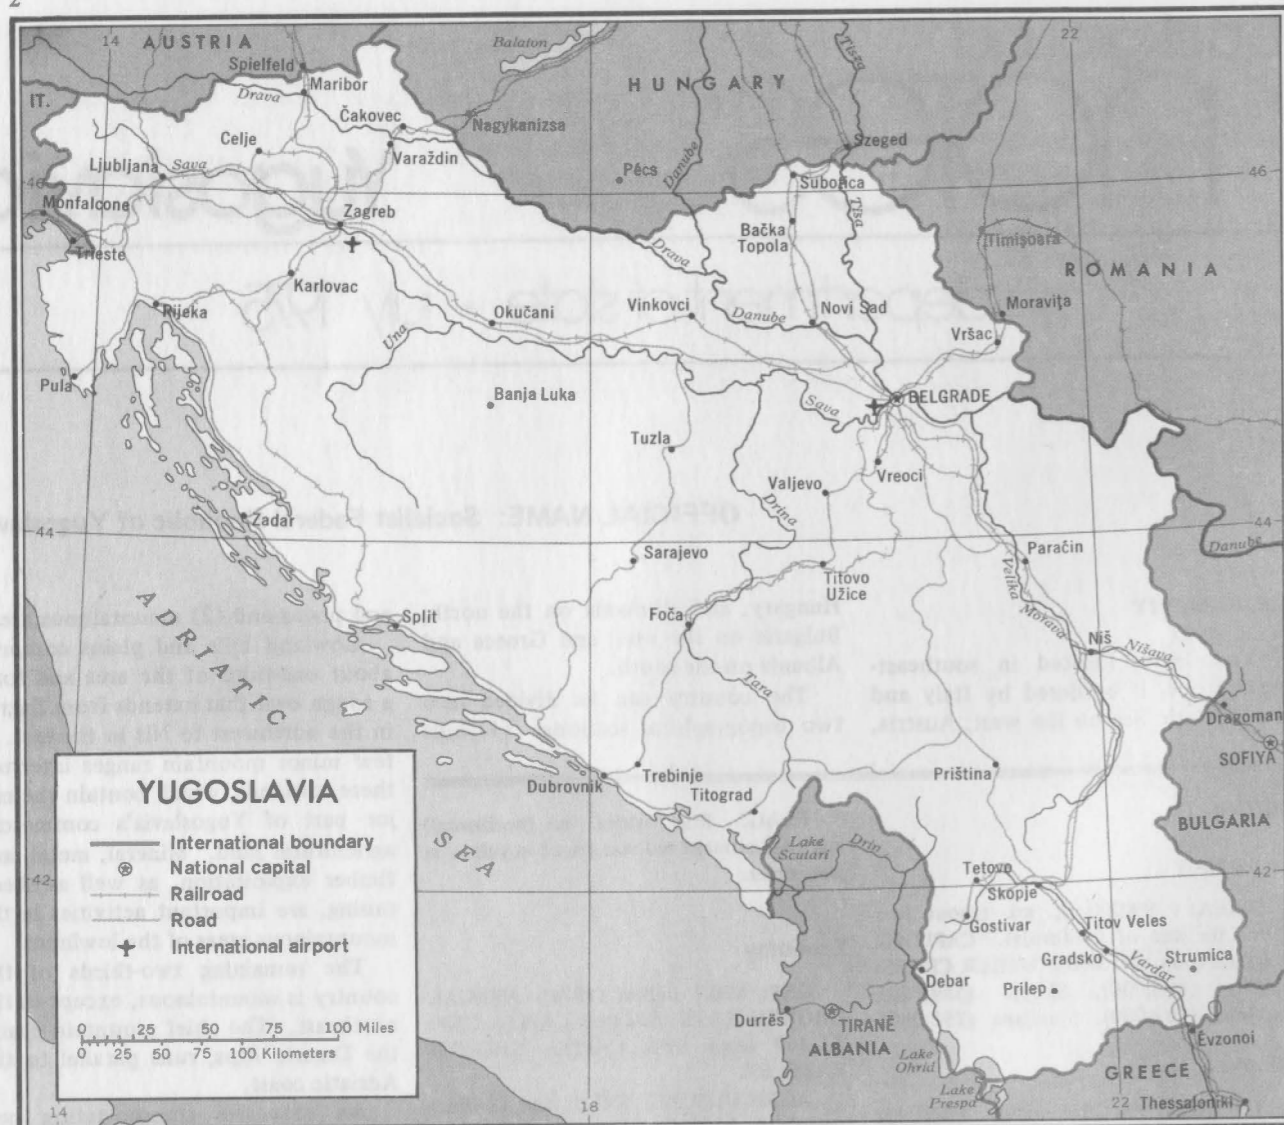 2
14
AUSTRIA
Spielfeld
Maribor
Drava
Balaton
HUNGARY
Tisza
22
IT.
Čakovec
Nagykanizsa
Celje
Varaždin
Szeged
Ljubljana
Sava
Pécs
Danube
46
Subotica
46
Monfalcone
Zagreb
Tisa
Trieste
Bačka
Topola
Timișoara
Drava
ROMANIA
Karlovac
Rijeka
Okučani
Vinkovci
Danube
Novi Sad
Moravița
Una
Vršac
Pula
Banja Luka
Sava
BELGRADE
Tuzla
Vreoci
Valjevo
Drina
Zadar
44
44
Danube
Sarajevo
Paračin
Titovo
Užice
Velika
Morava
ADRIATIC
Split
Foča
Niš
Nišava
Tara
Dragoman
SOFIYA
YUGOSLAVIA
Dubrovnik
Trebinje
Titograd
Priština
BULGARIA
SEA
Lake
Scutari
Drin
International boundary
National capital
Railroad
Road
International airport
42
42
Tetovo
Skopje
Gostivar
Titov Veles
Gradsko
Vardar
Strumica
Debar
Prilep
0 25 50 75 100 Miles
0 25 50 75 100 Kilometers
Durrës
TIRANË
ALBANIA
Lake
Ohrid
Evzonoi
GREECE
Lake
Prespa
14
18
22
Thessaloniki